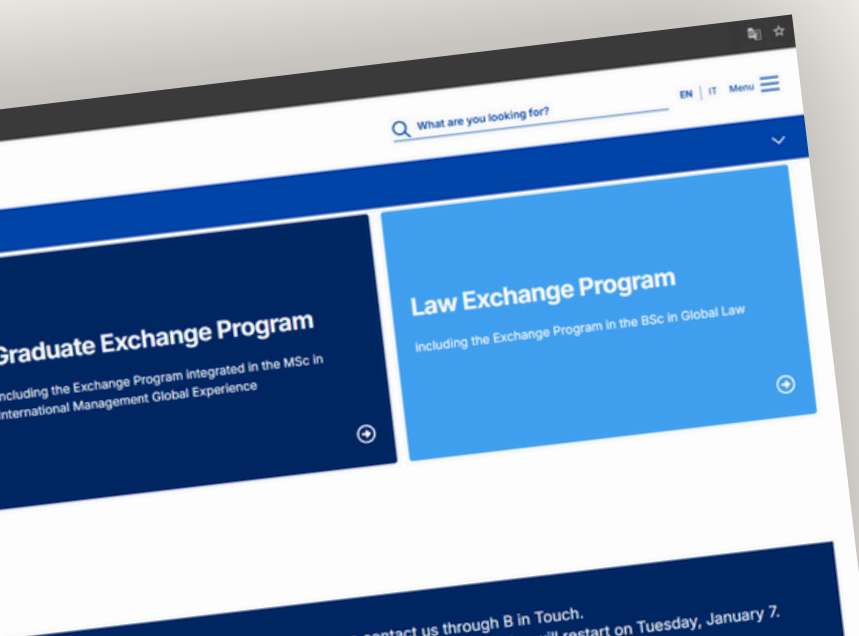 What are you looking for?
EN | IT Menu
Graduate Exchange Program
including the Exchange Program integrated in the MSc in
International Management Global Experience
Law Exchange Program
including the Exchange Program in the BSc in Global Law
contact us through B in Touch.
will restart on Tuesday, January 7.